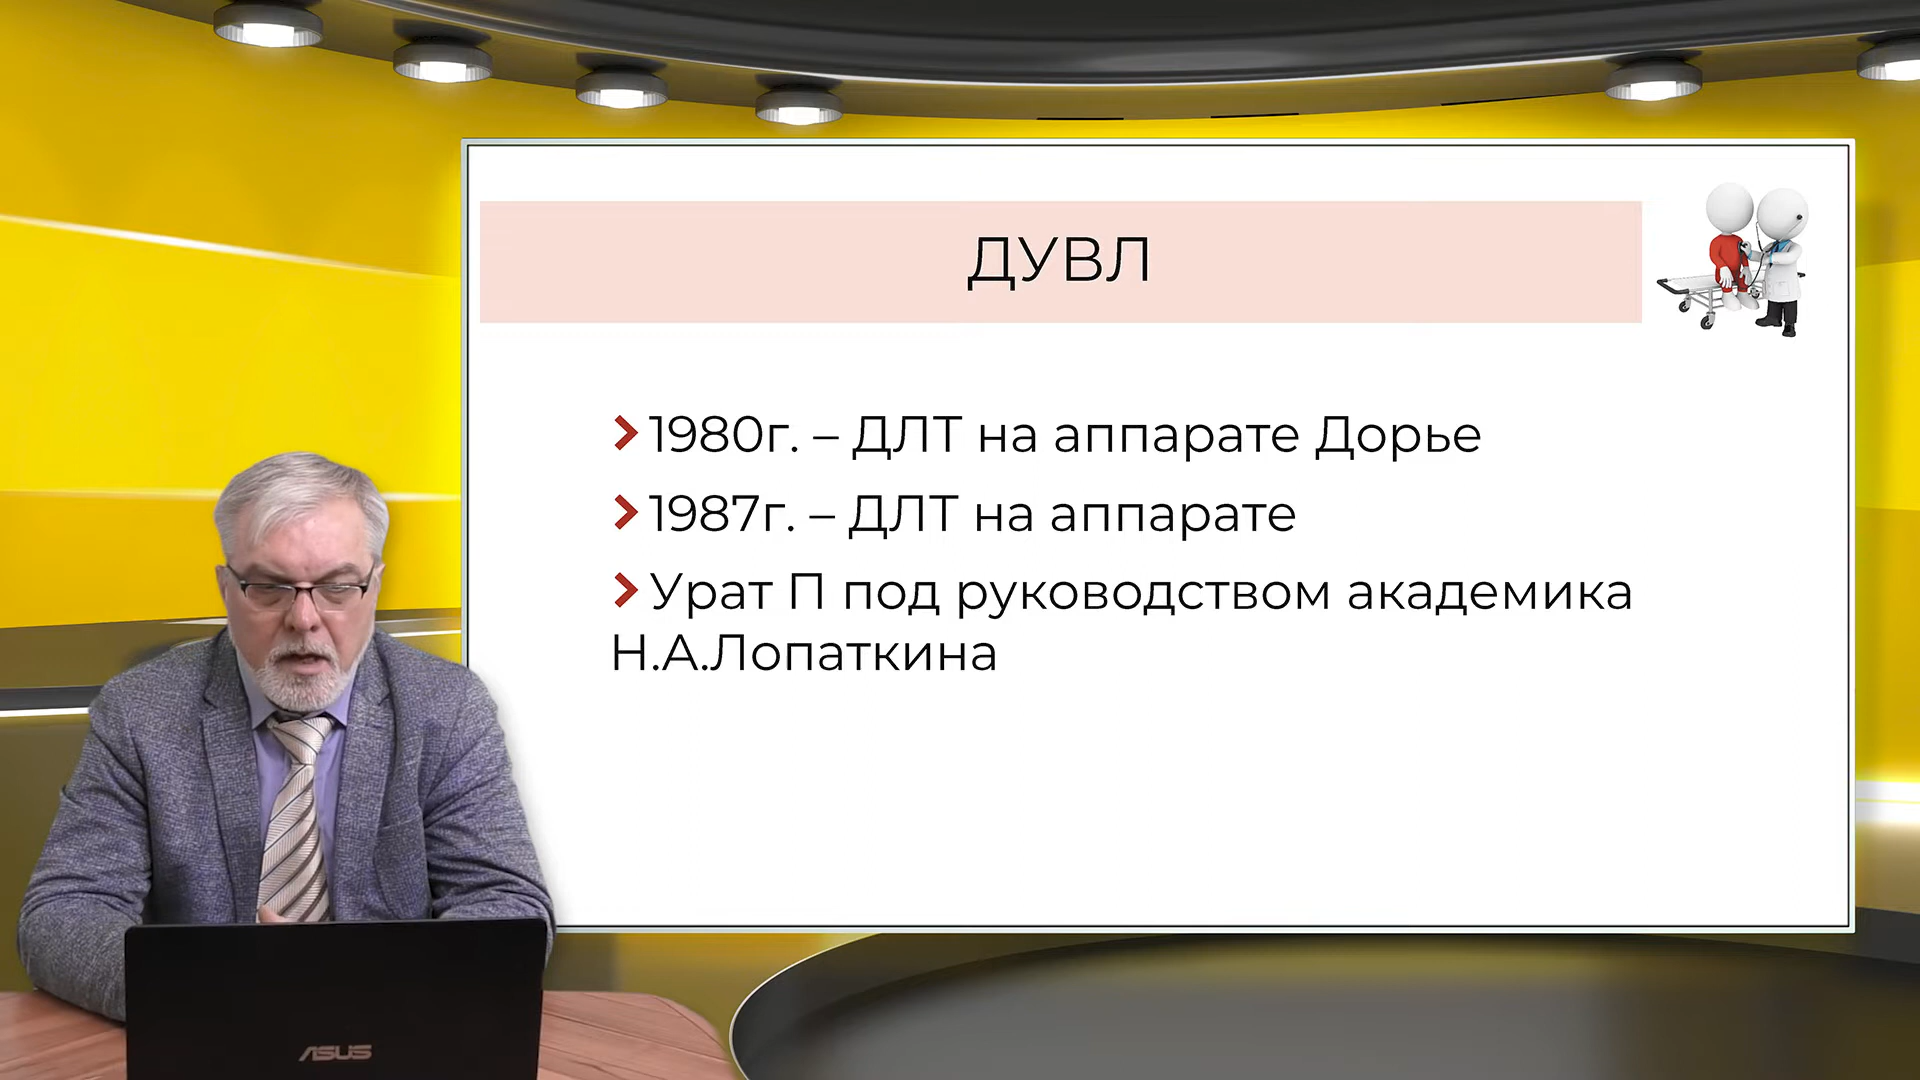 ДУВЛ
1980г. – ДЛТ на аппарате Дорье
1987г. – ДЛТ на аппарате
Урат П под руководством академика
Н.А.Лопаткина
ASUS